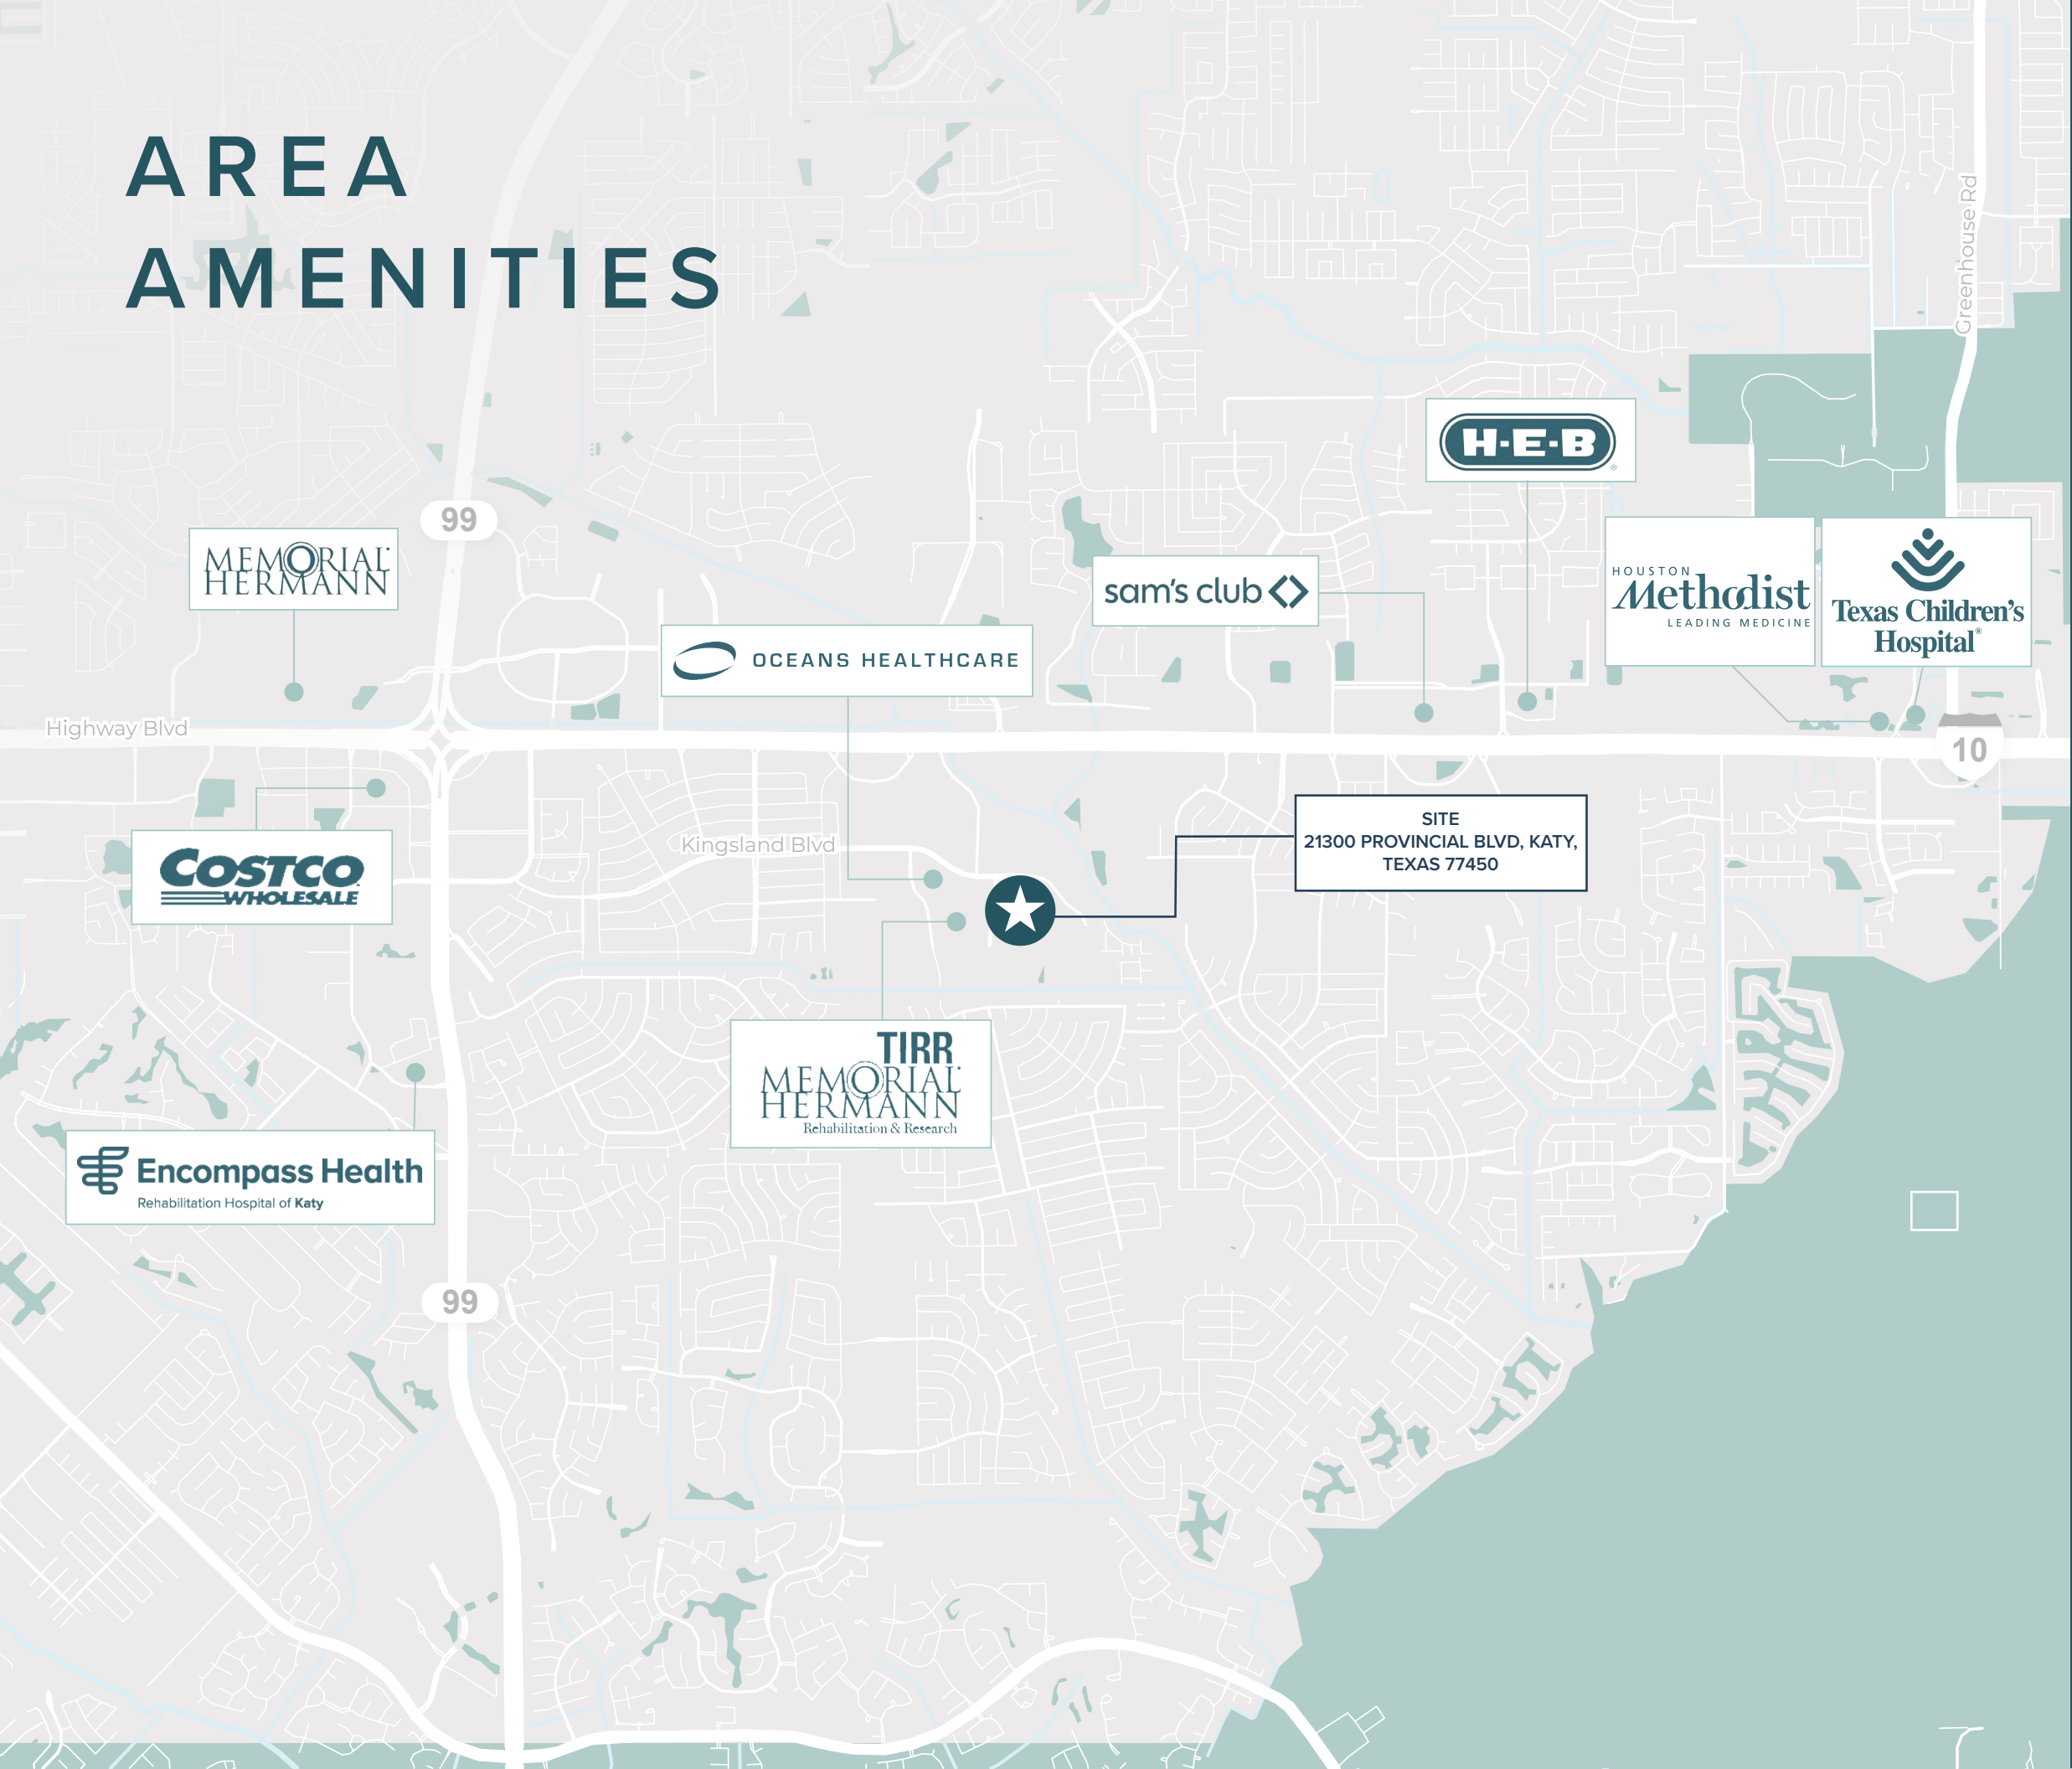 AREA
AMENITIES
Greenhouse Rd
H-E-B
®
99
MEMORIAL
HERMANN
sam's club
HOUSTON
Methodist
LEADING MEDICINE
Texas Children's
Hospital®
OCEANS HEALTHCARE
Highway Blvd
10
SITE
21300 PROVINCIAL BLVD, KATY,
TEXAS 77450
Kingsland Blvd
COSTCO
WHOLESALE
TIRR
MEMORIAL
HERMANN
Rehabilitation & Research
Encompass Health
Rehabilitation Hospital of Katy
99